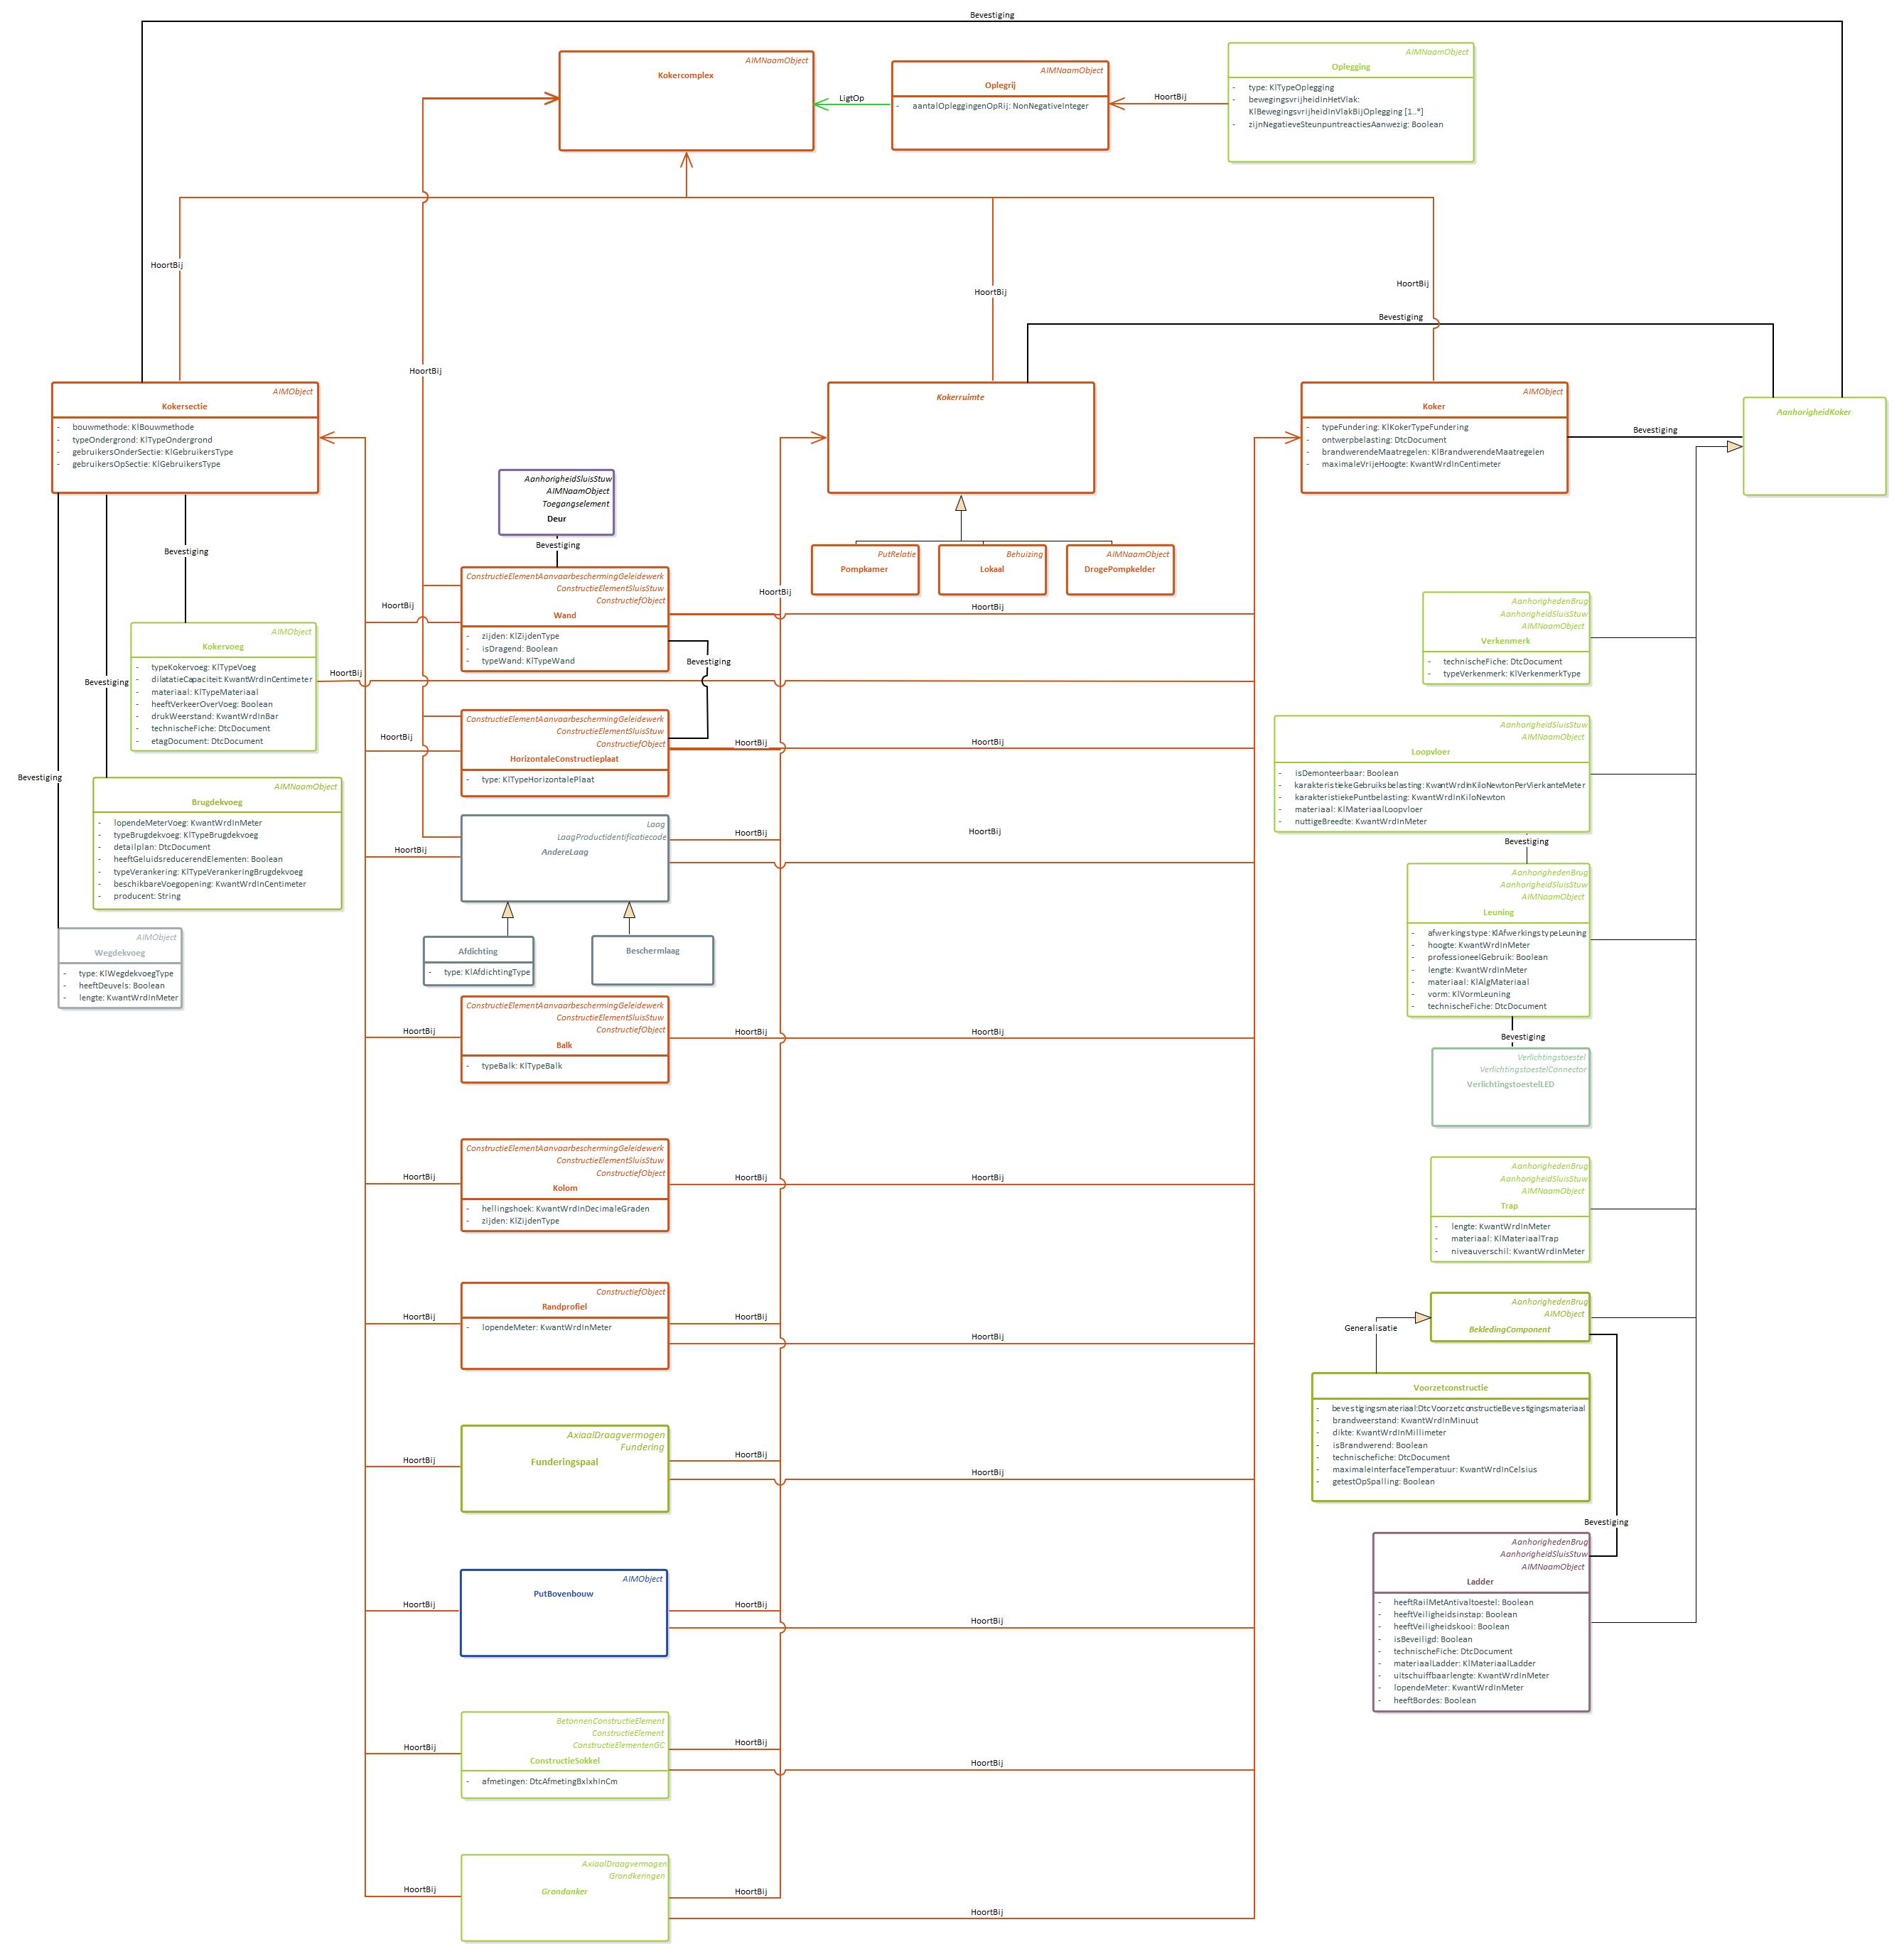 Bevestiging
AIMNaamObject
Kokercomplex
AIMNaamObject
Oplegrij
- aantalOpleggingenOpRij: NonNegativeInteger
LigtOp
HoortBij
AIMNaamObject
Oplegging
- type: KlTypeOplegging
- bewegingsvrijheidInHetVlak:
KlBewegingsvrijheidInVlakBijOplegging [1..*]
- zijnNegatieveSteunpuntreactiesAanwezig: Boolean
HoortBij
HoortBij
HoortBij
Bevestiging
HoortBij
AIMObject
Kokersectie
- bouwmethode: KlBouwmethode
- typeOndergrond: KlTypeOndergrond
- gebruikersOnderSectie: KlGebruikersType
- gebruikersOpSectie: KlGebruikersType
Kokerruimte
AIMObject
Koker
- typeFundering: KlKokerTypeFundering
- ontwerpbelasting: DtcDocument
- brandwerendeMaatregelen: KlBrandwerendeMaatregelen
- maximaleVrijeHoogte: KwantWrdInCentimeter
Bevestiging
AanhorigheidKoker
AanhorigheidSluisStuw
AIMNaamObject
Toegangselement
Deur
Bevestiging
Bevestiging
PutRelatie
Pompkamer
Behuizing
Lokaal
AIMNaamObject
DrogePompkelder
ConstructieElementAanvaarbeschermingGeleidewerk
ConstructieElementSluisStuw
ConstructiefObject
Wand
- zijden: KlZijdenType
- isDragend: Boolean
- typeWand: KlTypeWand
HoortBij
HoortBij
HoortBij
Bevestiging
AIMObject
Kokervoeg
- typeKokervoeg: KlTypeVoeg
- dilatatieCapaciteit: KwantWrdInCentimeter
- materiaal: KlTypeMateriaal
- heeftVerkeerOverVoeg: Boolean
- drukWeerstand: KwantWrdInBar
- technischeFiche: DtcDocument
- etagDocument: DtcDocument
HoortBij
Bevestiging
Bevestiging
AanhorighedenBrug
AanhorigheidSluisStuw
AIMNaamObject
Verkenmerk
- technischeFiche: DtcDocument
- typeVerkenmerk: KlVerkenmerkType
ConstructieElementAanvaarbeschermingGeleidewerk
ConstructieElementSluisStuw
ConstructiefObject
HorizontaleConstructieplaat
- type: KlTypeHorizontalePlaat
HoortBij
HoortBij
HoortBij
AanhorigheidSluisStuw
AIMNaamObject
Loopvloer
- isDemonteerbaar: Boolean
- karakteristiekeGebruiksbelasting: KwantWrdInKiloNewtonPerVierkanteMeter
- karakteristiekePuntbelasting: KwantWrdInKiloNewton
- materiaal: KlMateriaalLoopvloer
- nuttigeBreedte: KwantWrdInMeter
Bevestiging
AIMNaamObject
Brugdekvoeg
- lopendeMeterVoeg: KwantWrdInMeter
- typeBrugdekvoeg: KlTypeBrugdekvoeg
- detailplan: DtcDocument
- heeftGeluidsreducerendElementen: Boolean
- typeVerankering: KlTypeVerankeringBrugdekvoeg
- beschikbareVoegopening: KwantWrdInCentimeter
- producent: String
Laag
LaagProductidentificatiecode
AndereLaag
HoortBij
HoortBij
HoortBij
Afdichting
- type: KlAfdichtingType
Beschermlaag
AIMObject
Wegdekvoeg
- type: KlWegdekvoegType
- heeftDeuvels: Boolean
- lengte: KwantWrdInMeter
AanhorighedenBrug
AanhorigheidSluisStuw
AIMNaamObject
Leuning
- afwerkingstype: KlAfwerkingstypeLeuning
- hoogte: KwantWrdInMeter
- professioneelGebruik: Boolean
- lengte: KwantWrdInMeter
- materiaal: KlAlgMateriaal
- vorm: KlVormLeuning
- technischeFiche: DtcDocument
Bevestiging
ConstructieElementAanvaarbeschermingGeleidewerk
ConstructieElementSluisStuw
ConstructiefObject
Balk
- typeBalk: KlTypeBalk
HoortBij
HoortBij
HoortBij
Verlichtingstoestel
VerlichtingstoestelConnector
VerlichtingstoestelLED
ConstructieElementAanvaarbeschermingGeleidewerk
ConstructieElementSluisStuw
ConstructiefObject
Kolom
- hellingshoek: KwantWrdInDecimaleGraden
- zijden: KlZijdenType
HoortBij
HoortBij
HoortBij
AanhorighedenBrug
AanhorigheidSluisStuw
AIMNaamObject
Trap
- lengte: KwantWrdInMeter
- materiaal: KlMateriaalTrap
- niveauverschil: KwantWrdInMeter
ConstructiefObject
Randprofiel
- lopendeMeter: KwantWrdInMeter
HoortBij
HoortBij
HoortBij
AanhorighedenBrug
AIMObject
BekledingComponent
Generalisatie
Voorzetconstructie
- bevestigingsmateriaal:DtcVoorzetconstructieBevestigingsmateriaal
- brandweerstand: KwantWrdInMinuut
- dikte: KwantWrdInMillimeter
- isBrandwerend: Boolean
- technischefiche: DtcDocument
- maximaleInterfaceTemperatuur: KwantWrdInCelsius
- getestOpSpalling: Boolean
AxiaalDraagvermogen
Fundering
Funderingspaal
HoortBij
HoortBij
HoortBij
Bevestiging
AanhorighedenBrug
AanhorigheidSluisStuw
AIMNaamObject
Ladder
- heeftRailMetAntivaltoestel: Boolean
- heeftVeiligheidsinstap: Boolean
- heeftVeiligheidskooi: Boolean
- isBeveiligd: Boolean
- technischeFiche: DtcDocument
- materiaalLadder: KlMateriaalLadder
- uitschuifbaarlengte: KwantWrdInMeter
- lopendeMeter: KwantWrdInMeter
- heeftBordes: Boolean
AIMObject
PutBovenbouw
HoortBij
HoortBij
HoortBij
BetonnenConstructieElement
ConstructieElement
ConstructieElementenGC
ConstructieSokkel
- afmetingen: DtcAfmetingBxlxhInCm
HoortBij
HoortBij
HoortBij
AxiaalDraagvermogen
Grondkeringen
Grondanker
HoortBij
HoortBij
HoortBij